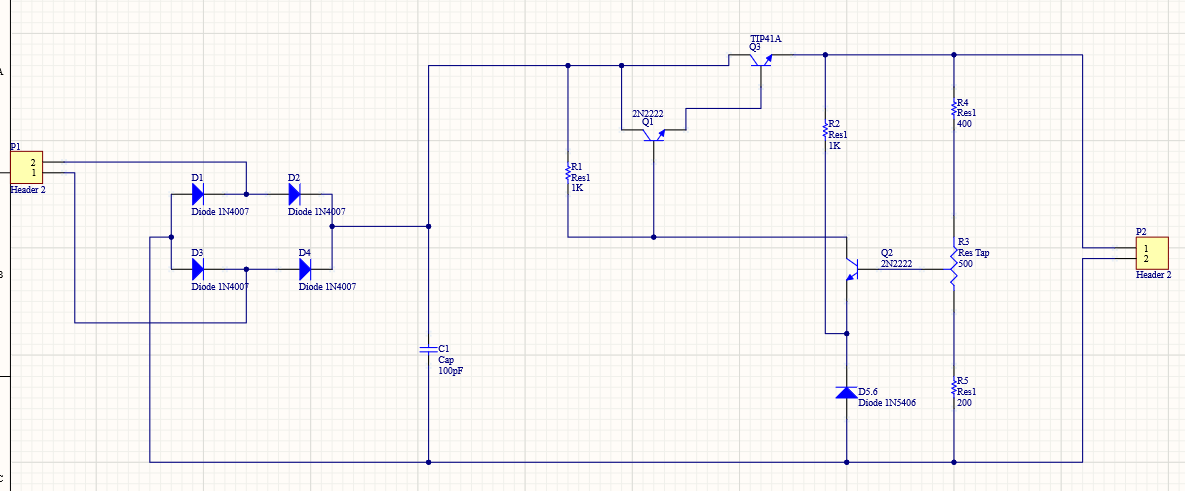 TIP41A
Q3
A
2N2222
Q1
R4
Res1
400
R2
Res1
1K
P1
2
1
Header 2
R1
Res1
1K
D1
Diode 1N4007
D2
Diode 1N4007
D3
Diode 1N4007
D4
Diode 1N4007
B
Q2
2N2222
R3
Res Tap
500
P2
1
2
Header 2
C1
Cap
100pF
D5.6
Diode 1N5406
R5
Res1
200
C